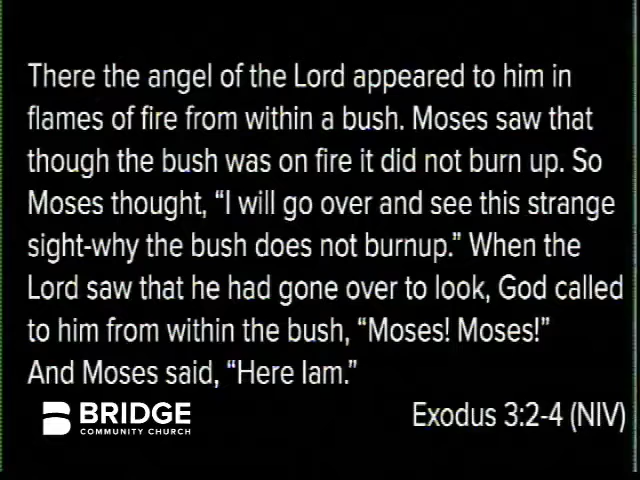 There the angel of the Lord appeared to him in
flames of fire from within a bush. Moses saw that
though the bush was on fire it did not burn up. So
Moses thought, “I will go over and see this strange
sight-why the bush does not burnup.” When the
Lord saw that he had gone over to look, God called
to him from within the bush, “Moses! Moses!”
And Moses said, “Here Iam.”
BRIDGE
COMMUNITY CHURCH
Exodus 3:2-4 (NIV)